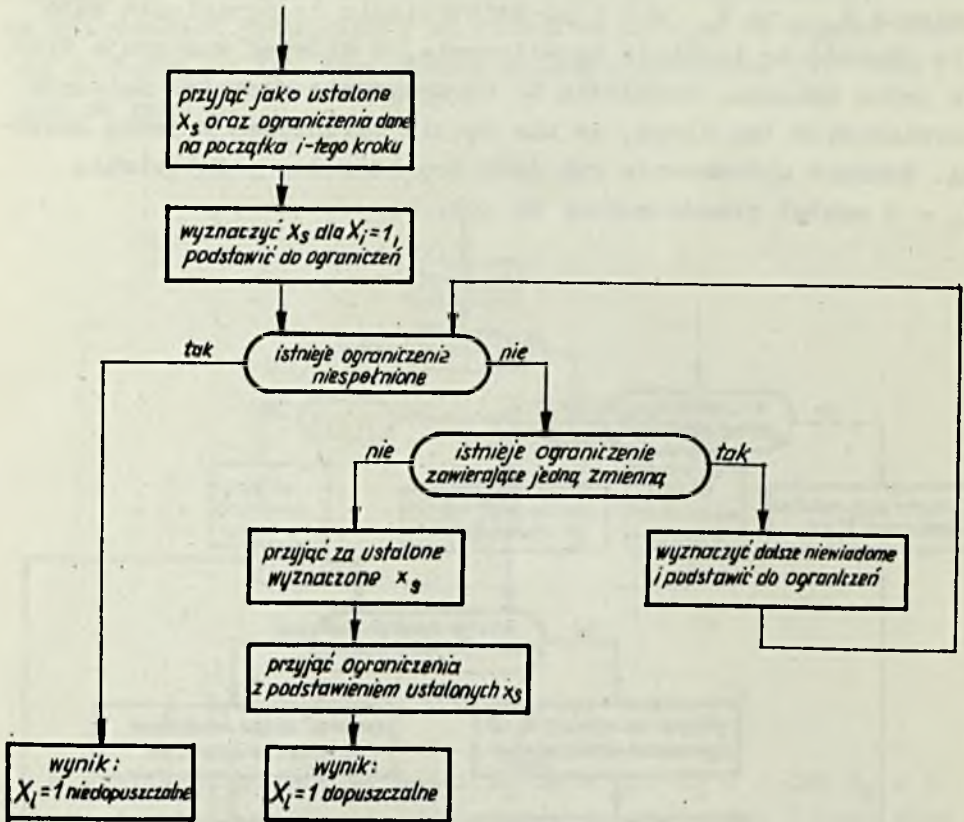 przyjąć jako ustalone
X_s oraz ograniczenia dane
na początka i-tego kroku
wyznaczyć X_s dla X_i=1,
podstawić do ograniczeń
tak
istnieje ograniczenie
niespełnione
nie
nie
istnieje ograniczenie
zawierające jedną zmienną
tak
przyjąć za ustalone
wyznaczone x_s
wyznaczyć dalsze niewiadome
i podstawić do ograniczeń
przyjąć ograniczenia
z podstawieniem ustalonych x_s
wynik:
X_i=1 niedopuszczalne
wynik:
X_i=1 dopuszczalne